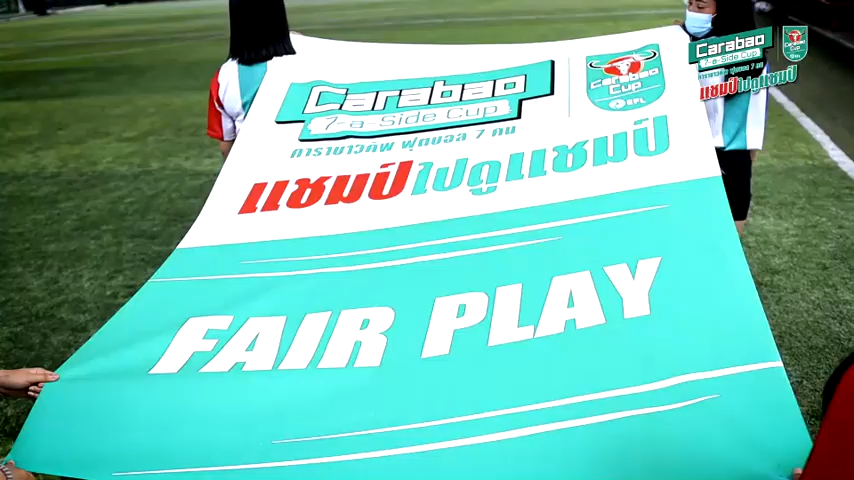 Carabao
7-a-Side Cup
คาราบาวคัพ ฟุตบอล 7 คน
แชมป์ไปดูแชมป์
Carabao
Cup
EFL
FAIR PLAY
Carabao
7-a-Side Cup
คาราบาวคัพ ฟุตบอล 7 คน
แชมป์ไปดูแชมป์
Carabao
Cup